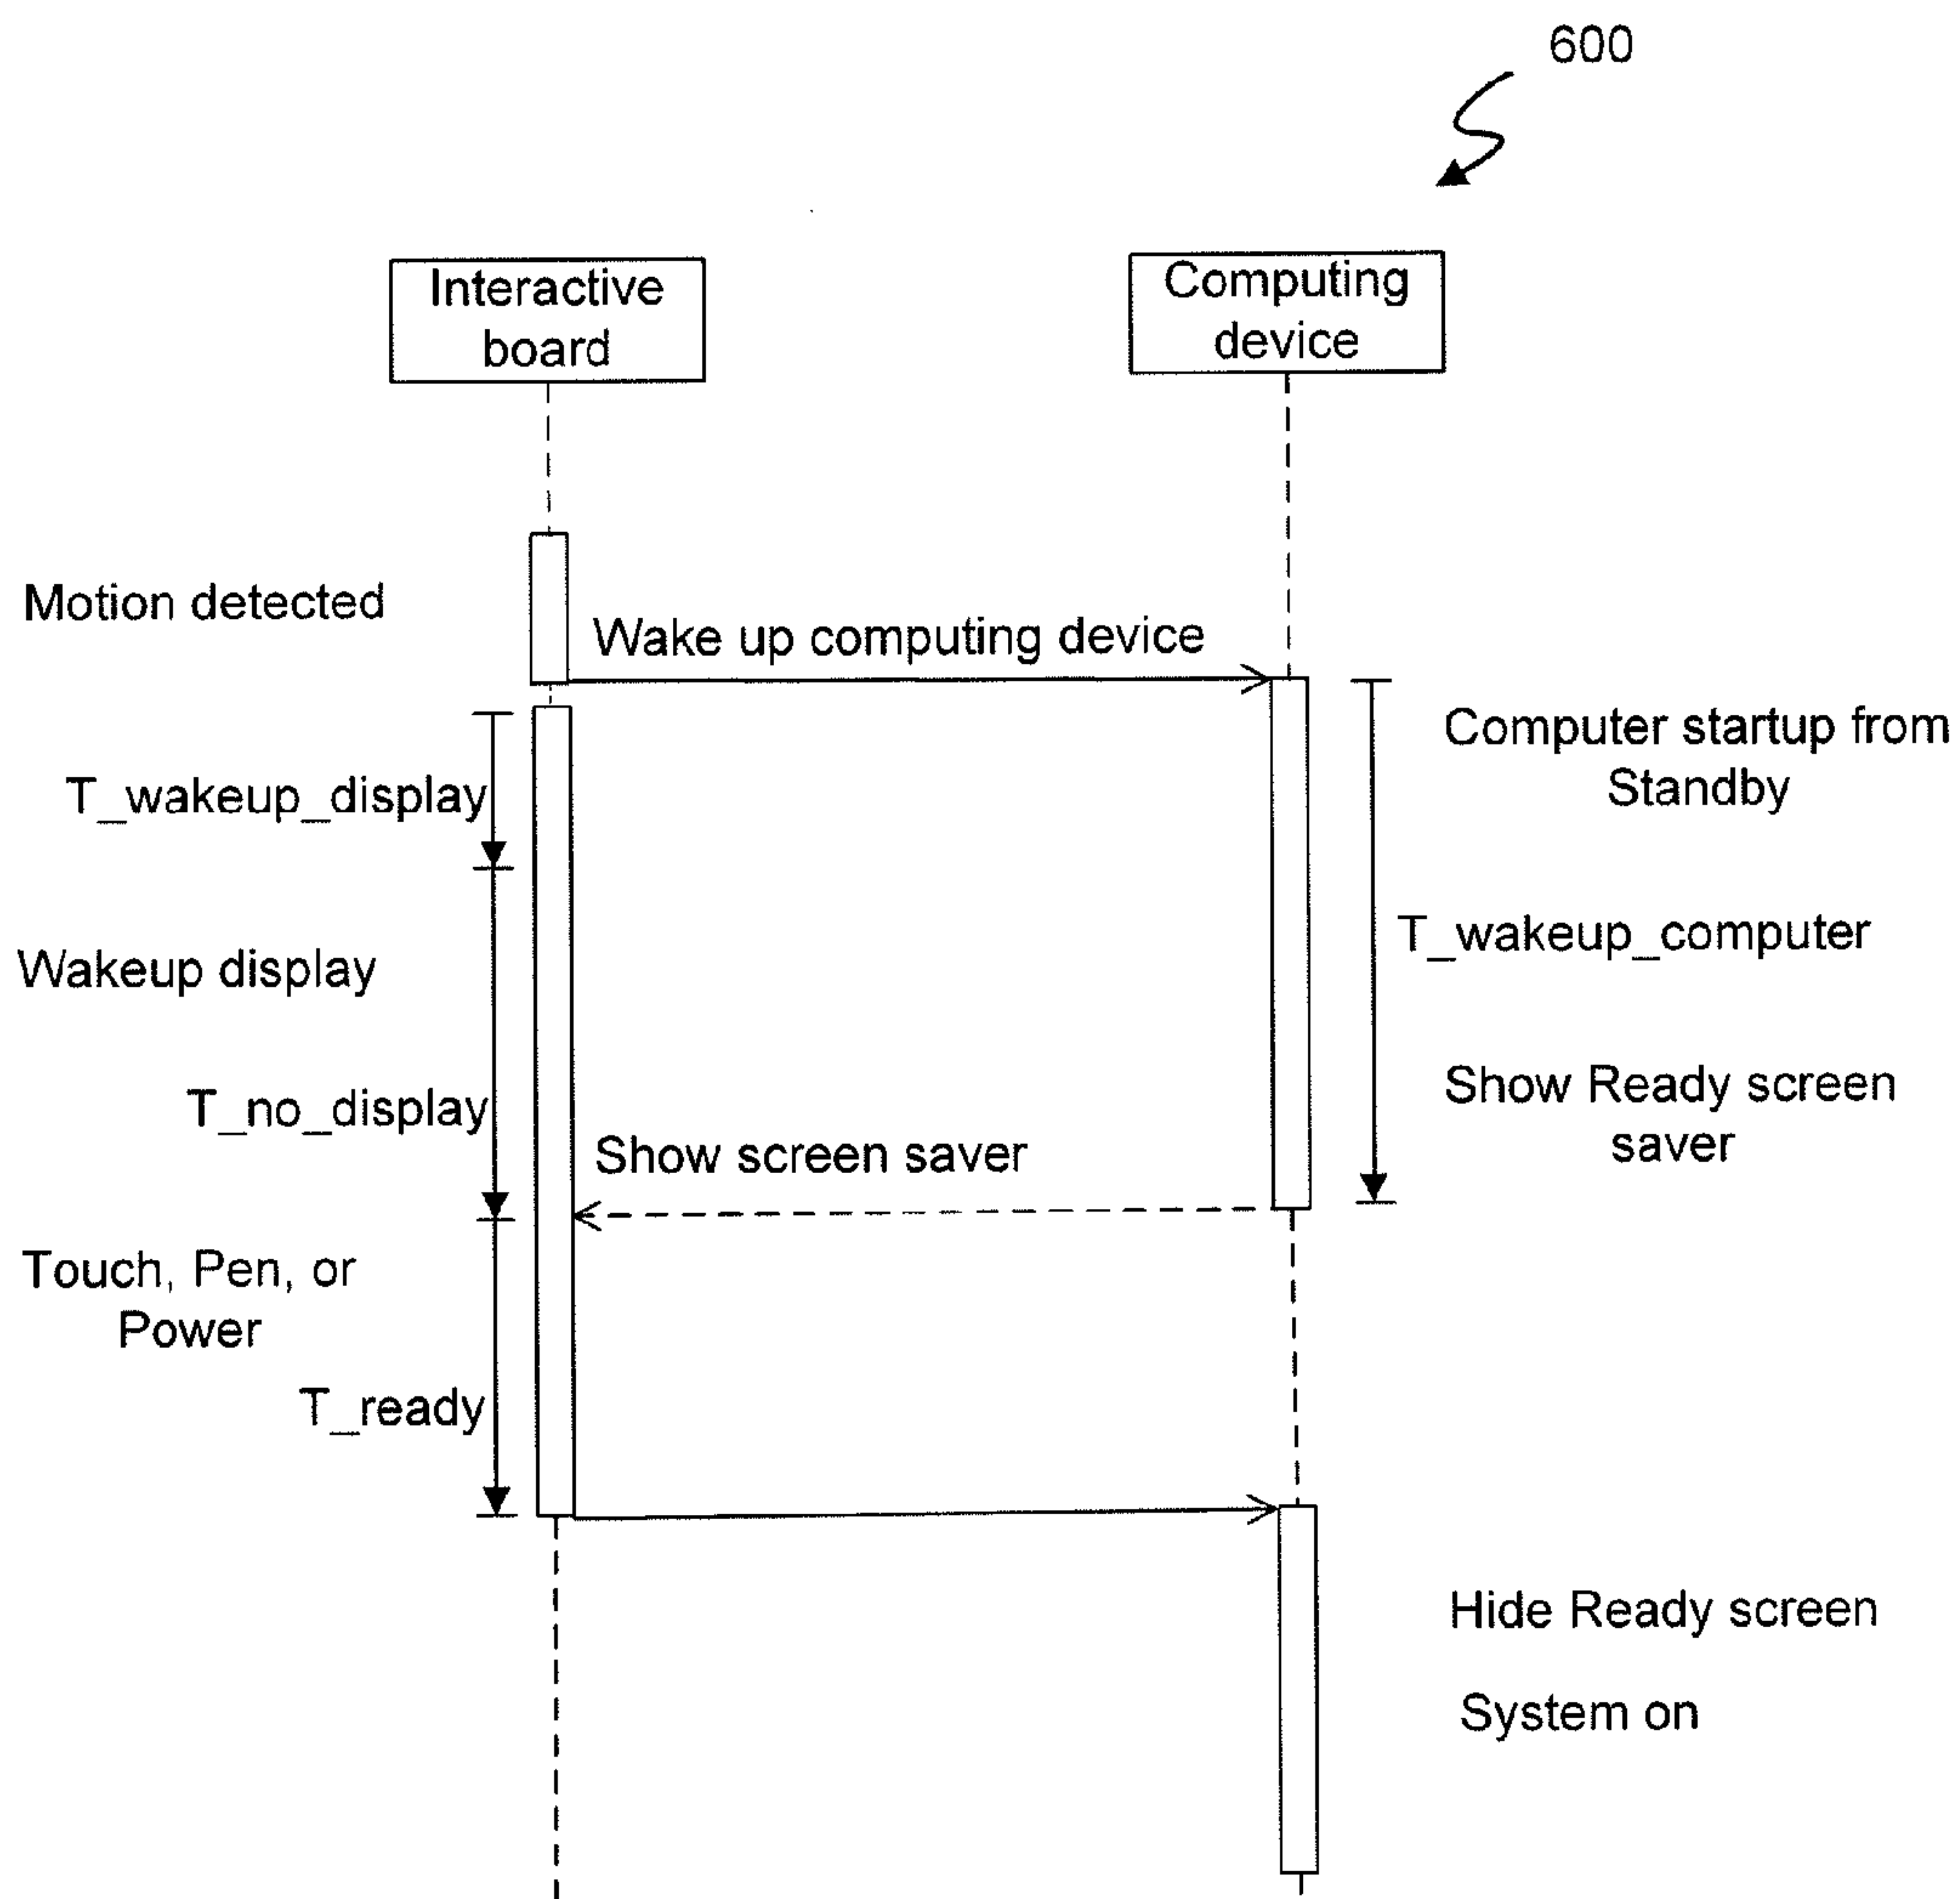 600
Interactive
board
Computing
device
Motion detected
Wake up computing device
Computer startup from
Standby
T_wakeup_display
T_wakeup_computer
Wakeup display
Show Ready screen
saver
T_no_display
Show screen saver
Touch, Pen, or
Power
T_ready
Hide Ready screen
System on